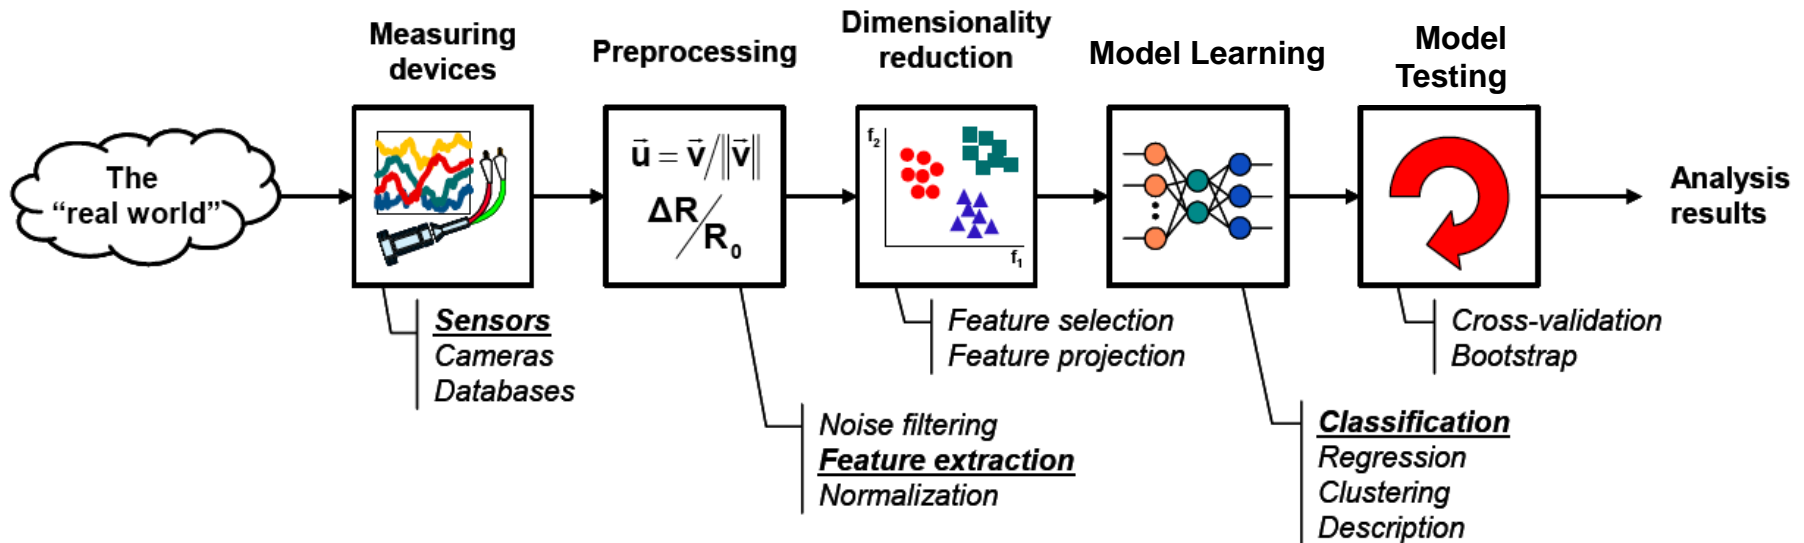 Measuring
devices
Preprocessing
Dimensionality
reduction
Model Learning
Model
Testing
The
“real world”
u⃗ = v⃗/‖v⃗‖
ΔR/R₀
f₂
f₁
Analysis
results
Sensors
Cameras
Databases
Noise filtering
Feature extraction
Normalization
Feature selection
Feature projection
Classification
Regression
Clustering
Description
Cross-validation
Bootstrap